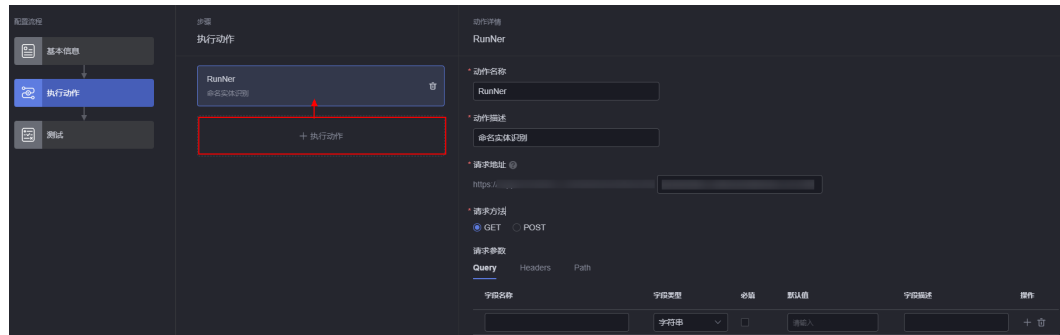 配置流程
基本信息
执行动作
测试
步骤
执行动作
RunNer
命名实体识别
+ 执行动作
动作详情
RunNer
* 动作名称
RunNer
* 动作描述
命名实体识别
* 请求地址
https:/
* 请求方法
GET POST
请求参数
Query Headers Path
字段名称 字段类型 必填 默认值 字段描述 操作
字符串 请输入